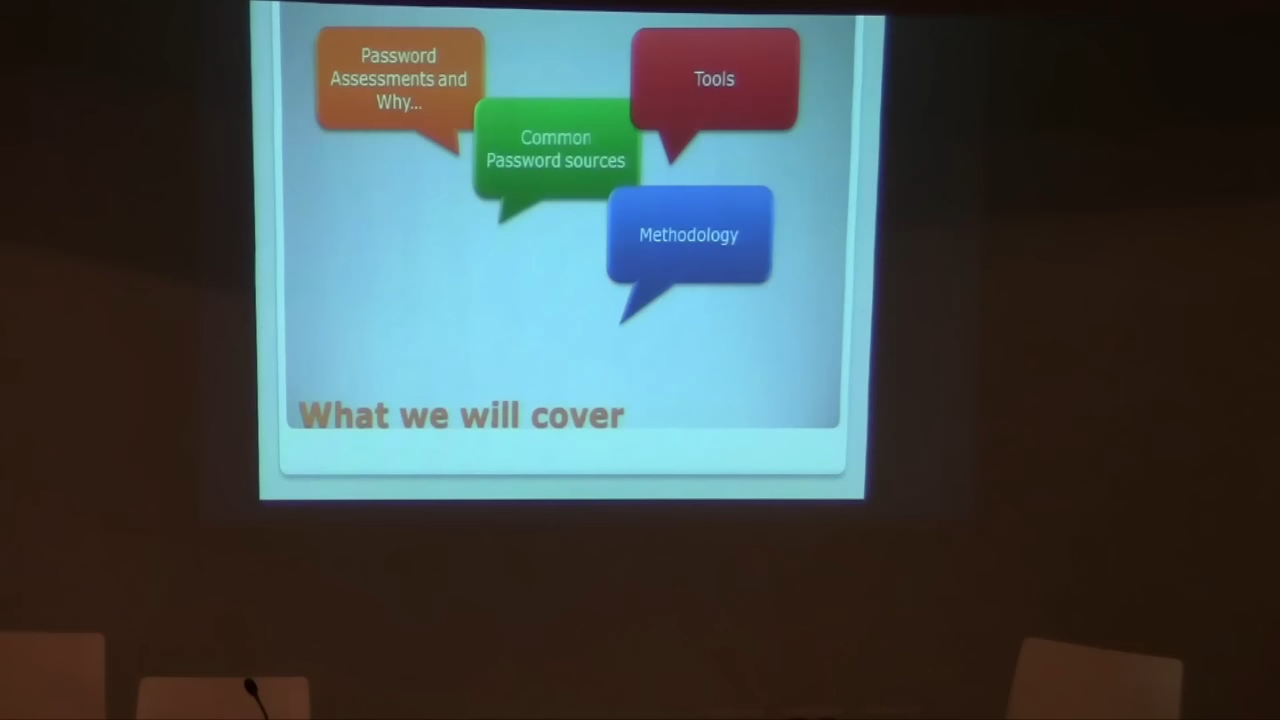 Password
Assessments and
Why...
Common
Password sources
Tools
Methodology
What we will cover